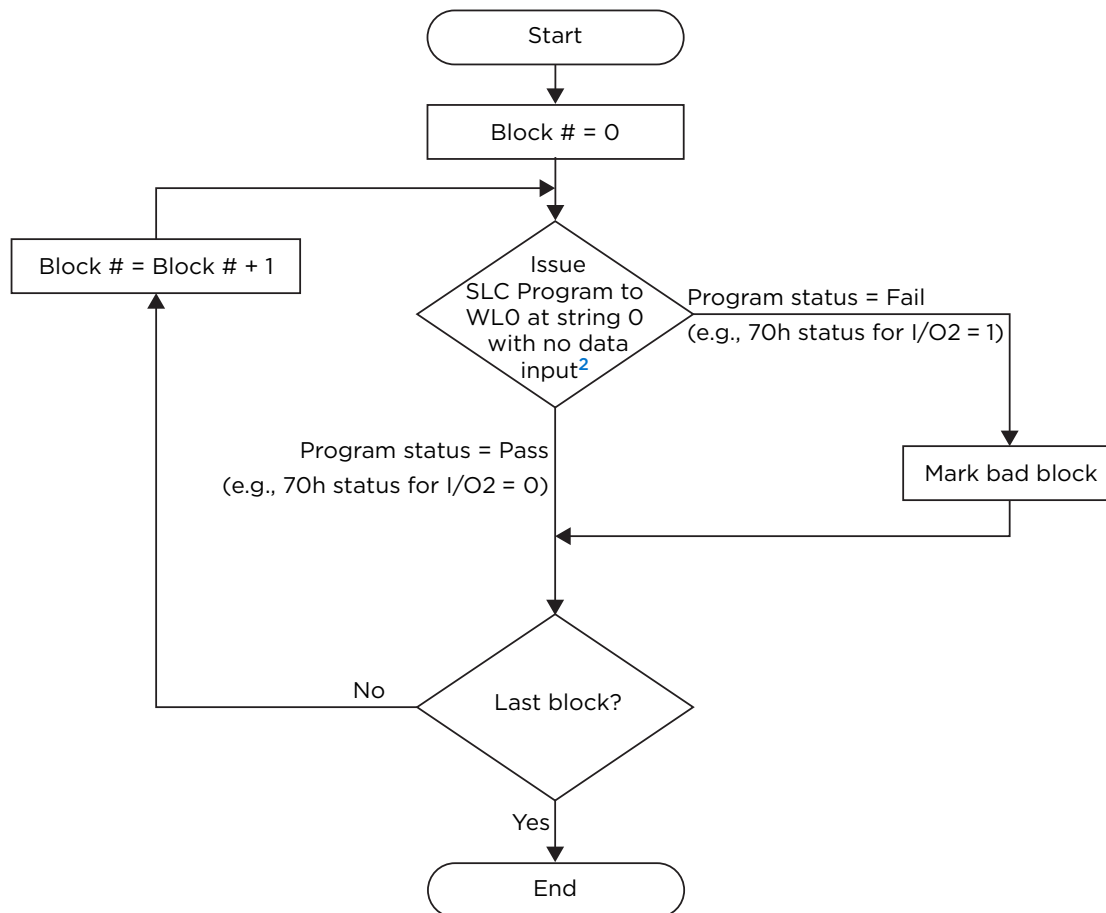 Start
Block # = 0
Block # = Block # + 1
Issue
SLC Program to
WL0 at string 0
with no data
input2
Program status = Fail
(e.g., 70h status for I/O2 = 1)
Program status = Pass
(e.g., 70h status for I/O2 = 0)
Mark bad block
No
Last block?
Yes
End